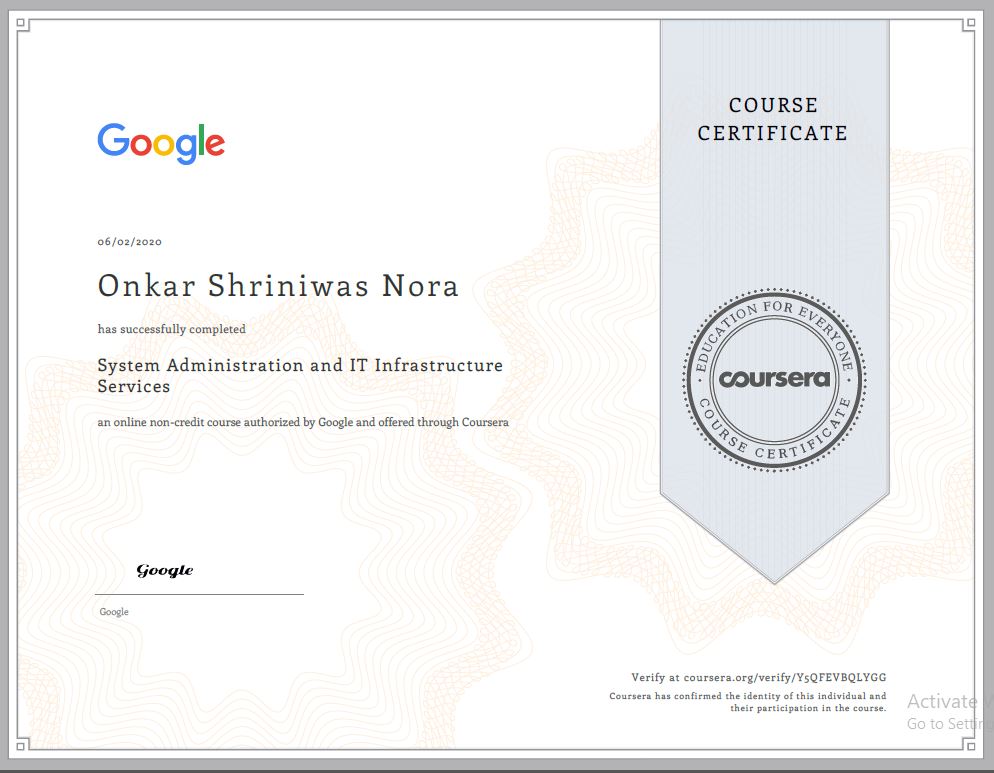 COURSE
CERTIFICATE
Google
06/02/2020
Onkar Shriniwas Nora
has successfully completed
System Administration and IT Infrastructure
Services
an online non-credit course authorized by Google and offered through Coursera
EDUCATION FOR EVERYONE
coursera
COURSE CERTIFICATE
Google
Google
Verify at coursera.org/verify/Y5QFEVBQLYGG
Coursera has confirmed the identity of this individual and
their participation in the course.
Activate W
Go to Setting